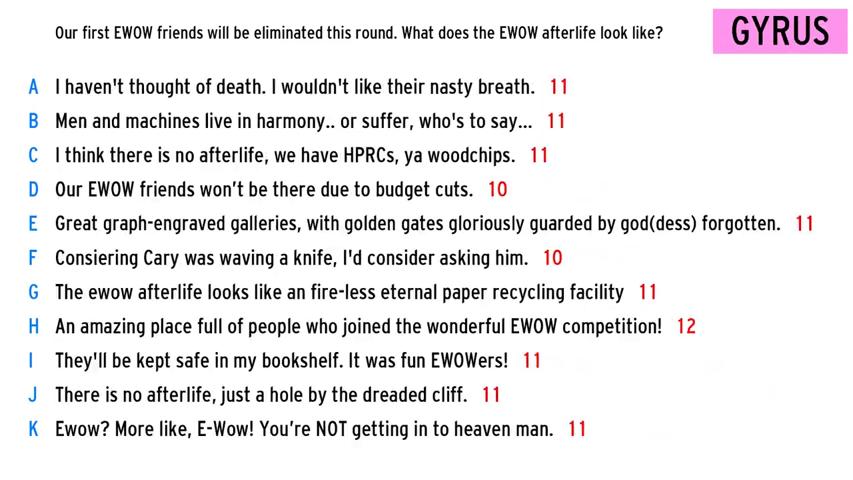 Our first EWOW friends will be eliminated this round. What does the EWOW afterlife look like?
GYRUS
A I haven't thought of death. I wouldn't like their nasty breath. 11
B Men and machines live in harmony.. or suffer, who's to say... 11
C I think there is no afterlife, we have HPRCs, ya woodchips. 11
D Our EWOW friends won’t be there due to budget cuts. 10
E Great graph-engraved galleries, with golden gates gloriously guarded by god(dess) forgotten. 11
F Consiering Cary was waving a knife, I'd consider asking him. 10
G The ewow afterlife looks like an fire-less eternal paper recycling facility 11
H An amazing place full of people who joined the wonderful EWOW competition! 12
I They'll be kept safe in my bookshelf. It was fun EWOWers! 11
J There is no afterlife, just a hole by the dreaded cliff. 11
K Ewow? More like, E-Wow! You’re NOT getting in to heaven man. 11